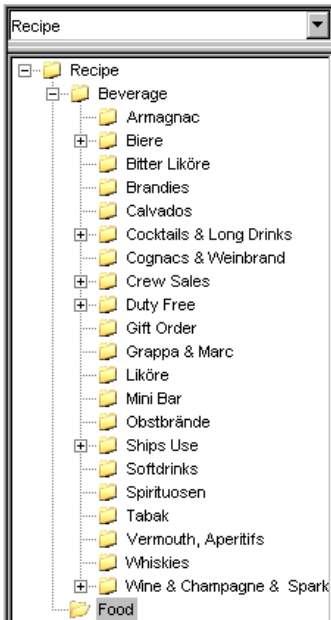 Recipe
Recipe
Beverage
Armagnac
Biere
Bitter Liköre
Brandies
Calvados
Cocktails & Long Drinks
Cognacs & Weinbrand
Crew Sales
Duty Free
Gift Order
Grappa & Marc
Liköre
Mini Bar
Obstbrände
Ships Use
Softdrinks
Spirituosen
Tabak
Vermouth, Aperitifs
Whiskies
Wine & Champagne & Spark
Food